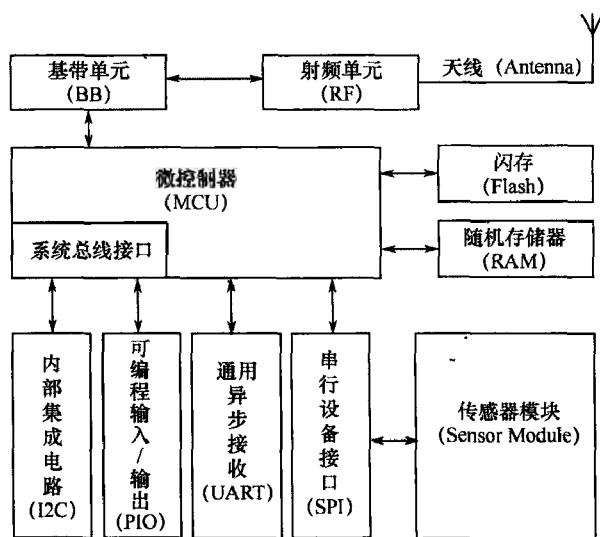 基带单元
(BB)
射频单元
(RF)
天线 (Antenna)
微控制器
(MCU)
闪存
(Flash)
系统总线接口
随机存储器
(RAM)
内部集成电路
(I2C)
可编程输入/输出
(PIO)
通用
异步接收
(UART)
串行设备接口
(SPI)
传感器模块
(Sensor Module)